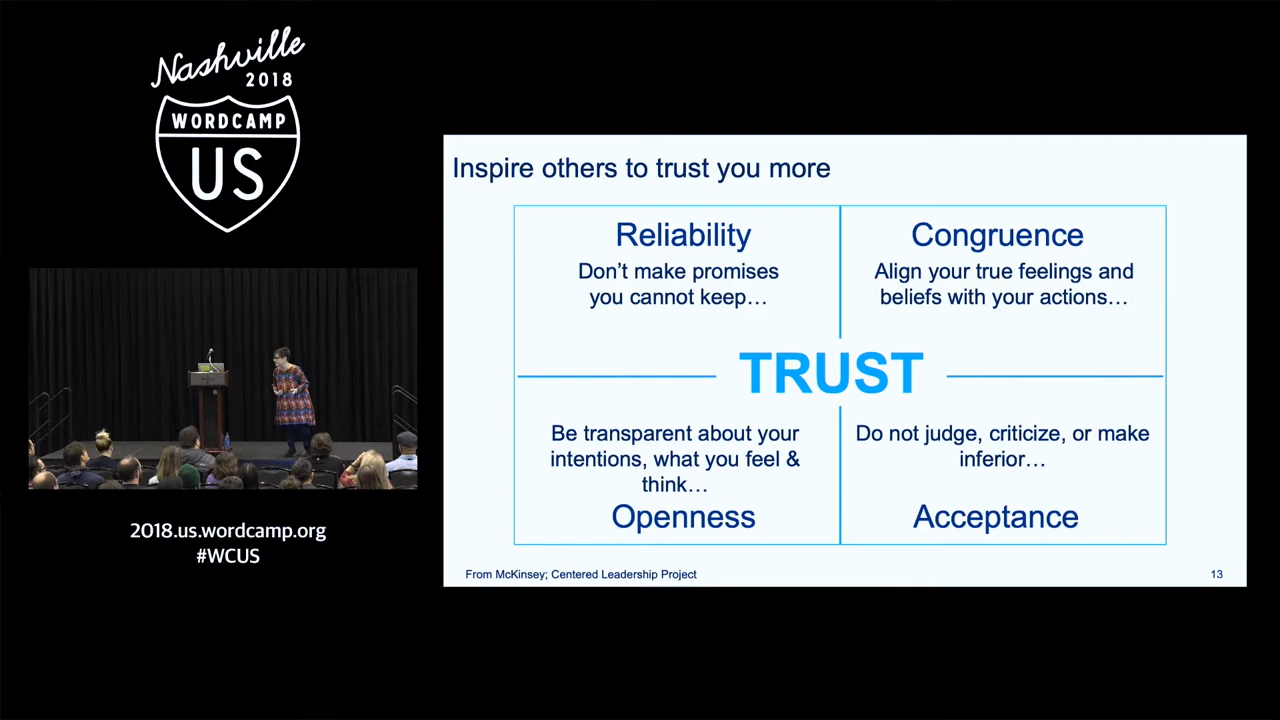 Nashville
2018
WORDCAMP
US
2018.us.wordcamp.org
#WCUS
Inspire others to trust you more
Reliability
Don’t make promises
you cannot keep…
Congruence
Align your true feelings and
beliefs with your actions…
TRUST
Be transparent about your
intentions, what you feel &
think…
Openness
Do not judge, criticize, or make
inferior…
Acceptance
From McKinsey; Centered Leadership Project
13